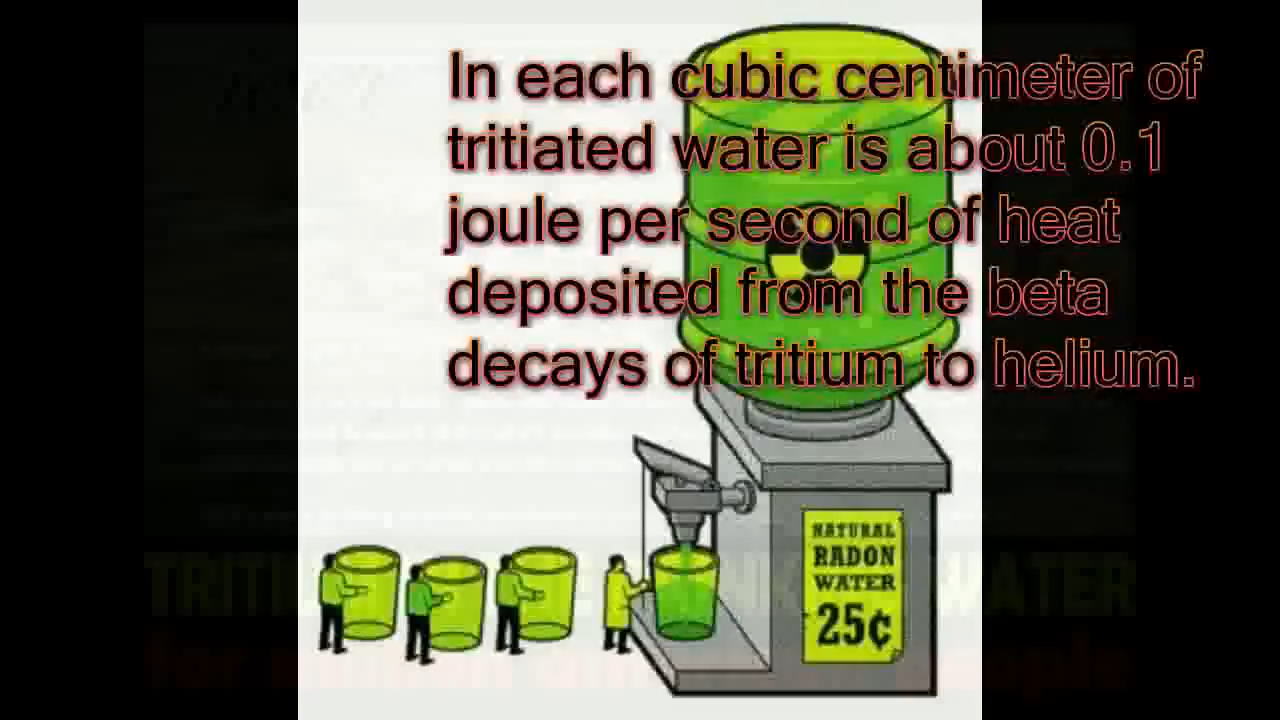 In each cubic centimeter of
tritiated water is about 0.1
joule per second of heat
deposited from the beta
decays of tritium to helium.
NATURAL
RADON
WATER
25¢
WATER